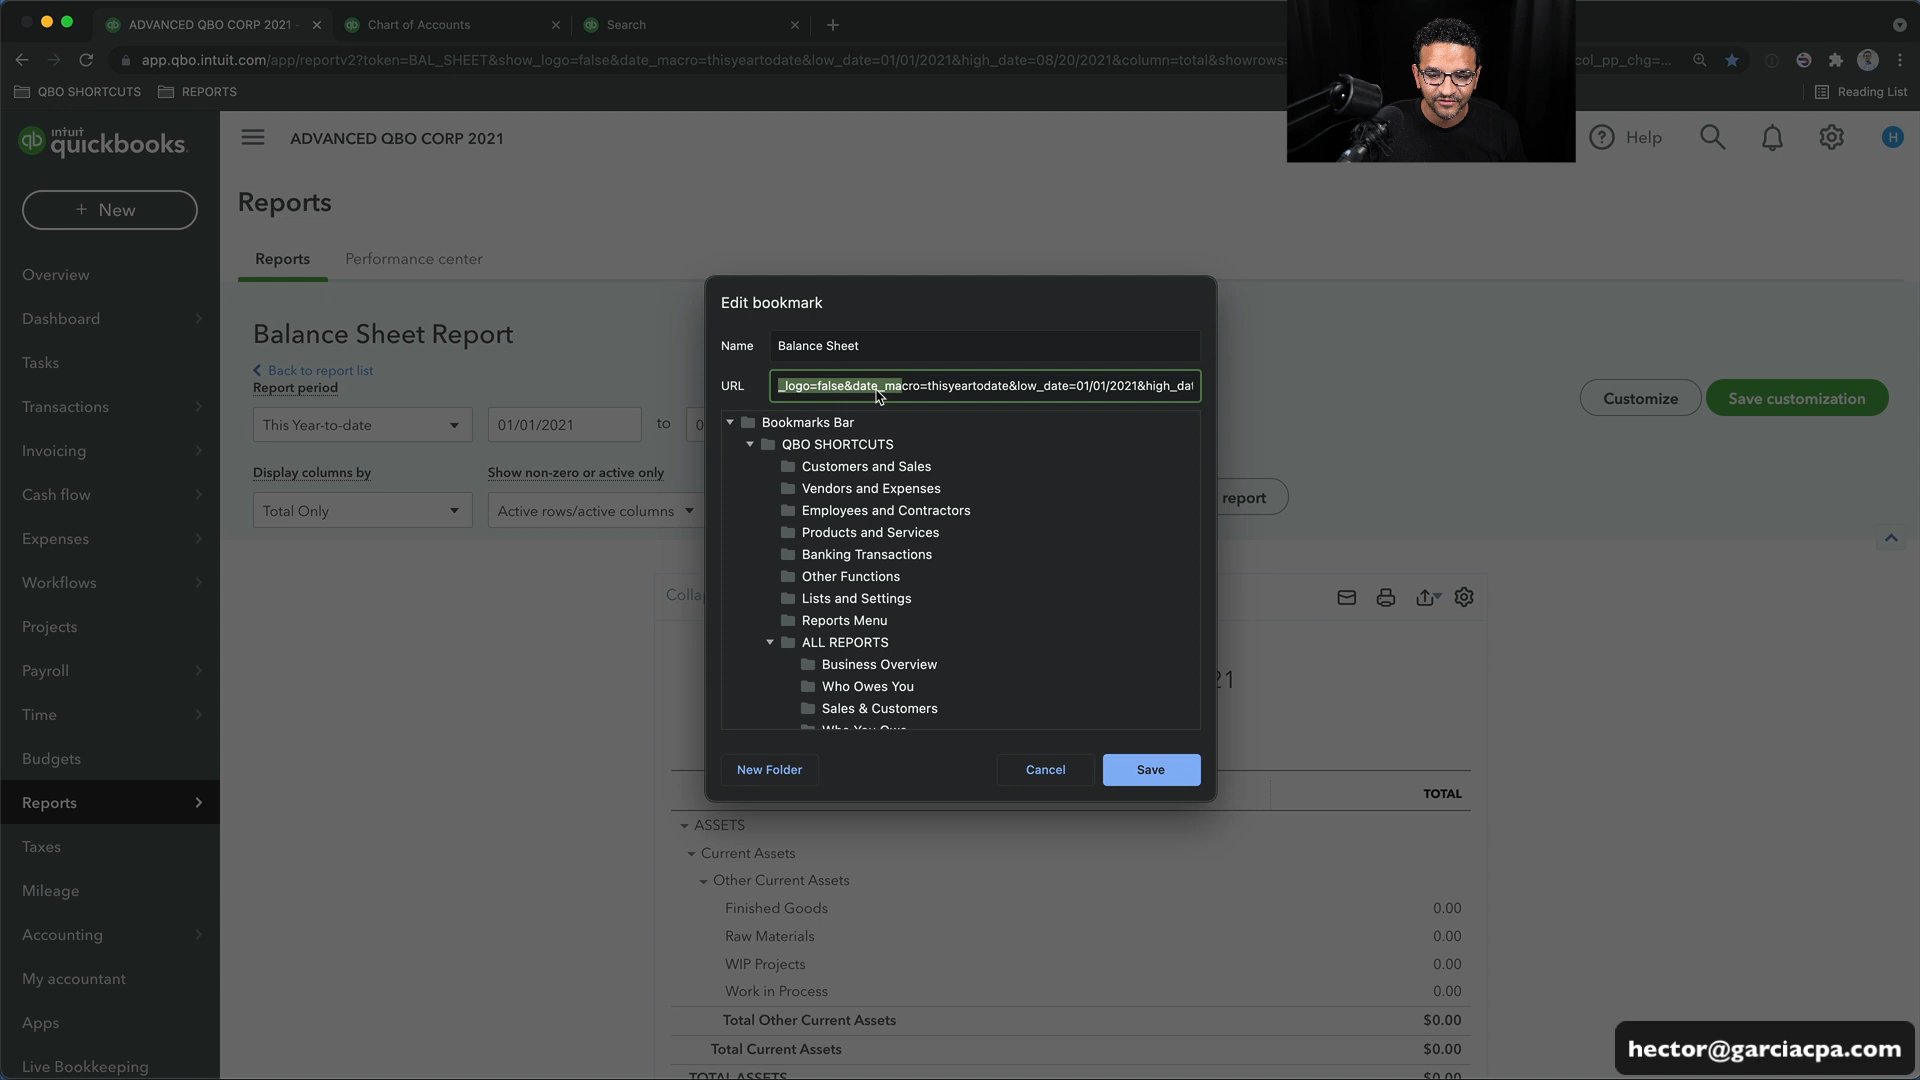 ADVANCED QBO CORP 2021
Chart of Accounts
Search
app.qbo.intuit.com/app/reportv2?token=BAL_SHEET&show_logo=false&date_macro=thisyeartodate&low_date=01/01/2021&high_date=08/20/2021&column=total&showrows=
col_pp_chg=...
QBO SHORTCUTS
REPORTS
Reading List
intuit
quickbooks.
ADVANCED QBO CORP 2021
Help
H
+ New
Reports
Reports
Performance center
Overview
Dashboard
Tasks
Transactions
Invoicing
Cash flow
Expenses
Workflows
Projects
Payroll
Time
Budgets
Reports
Taxes
Mileage
Accounting
My accountant
Apps
Live Bookkeeping
Balance Sheet Report
Back to report list
Report period
This Year-to-date
01/01/2021
to
0
Display columns by
Show non-zero or active only
Total Only
Active rows/active columns
report
Customize
Save customization
Edit bookmark
Name
Balance Sheet
URL
_logo=false&date_macro=thisyeartodate&low_date=01/01/2021&high_dat
Bookmarks Bar
QBO SHORTCUTS
Customers and Sales
Vendors and Expenses
Employees and Contractors
Products and Services
Banking Transactions
Other Functions
Lists and Settings
Reports Menu
ALL REPORTS
Business Overview
Who Owes You
Sales & Customers
New Folder
Cancel
Save
Colla
21
TOTAL
ASSETS
Current Assets
Other Current Assets
Finished Goods 0.00
Raw Materials 0.00
WIP Projects 0.00
Work in Process 0.00
Total Other Current Assets $0.00
Total Current Assets $0.00
TOTAL ASSETS $0.00
hector@garciacpa.com